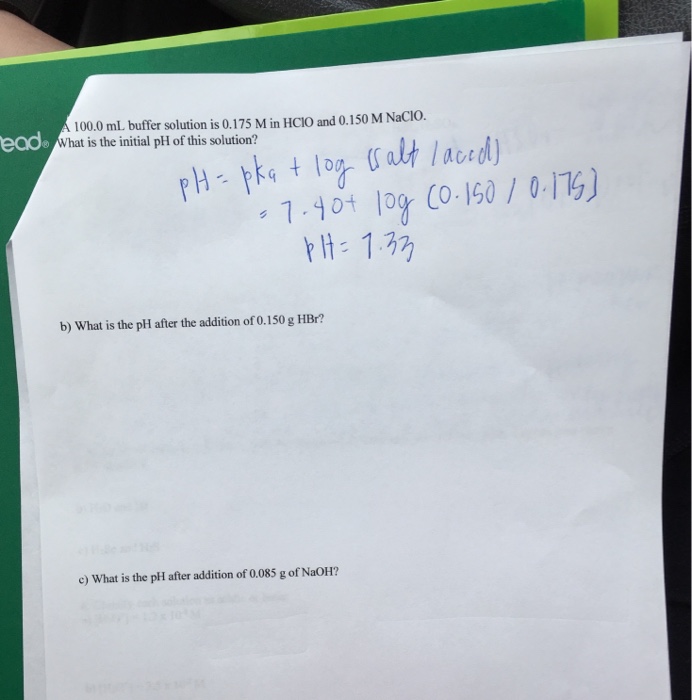 ead®
A 100.0 mL buffer solution is 0.175 M in HClO and 0.150 M NaClO.
What is the initial pH of this solution?
pH = pka + log (salt / acid)
= 7.40 + log (0.150 / 0.175)
pH = 7.33
b) What is the pH after the addition of 0.150 g HBr?
c) What is the pH after addition of 0.085 g of NaOH?